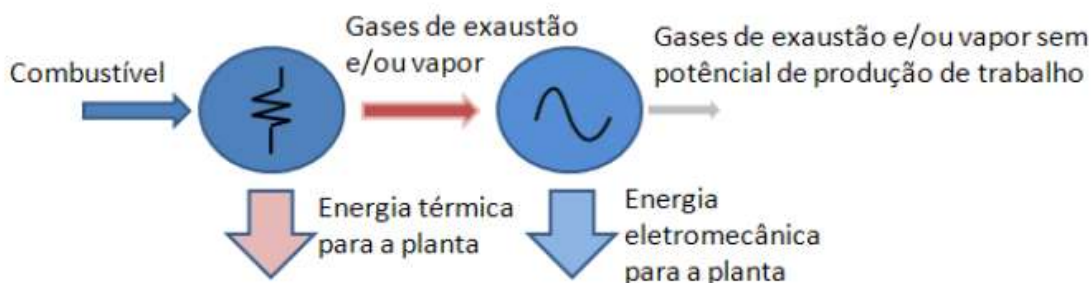 Combustível
Gases de exaustão
e/ou vapor
Gases de exaustão e/ou vapor sem
potêncial de produção de trabalho
Energia térmica
para a planta
Energia
eletromecânica
para a planta